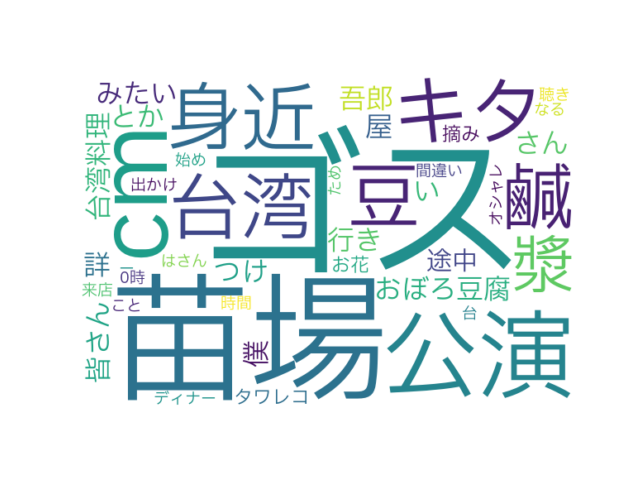 みたい
とか
身近
吾郎
屋
キタ
聴き
なる
摘み
さん
台湾料理
cm
始め
出かけ
台湾
ゴス
ため
豆
間違い
い
オシャレ
鹹
詳
はさん
つけ
行き
お花
途中
漿
_
0時
来店
こと
時間
おぼろ豆腐
台
皆さん
苗場
僕
公演
ディナー
タワレコ